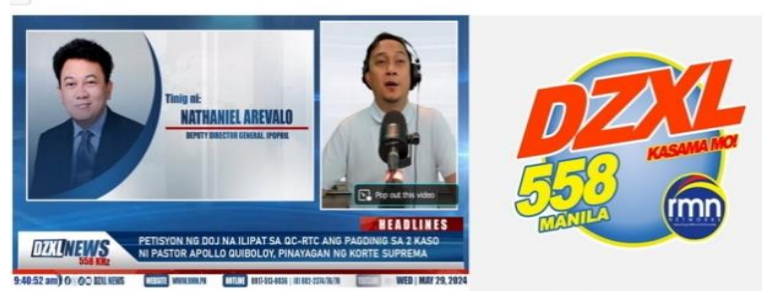 Tinig ni:
NATHANIEL AREVALO
DEPUTY DIRECTOR GENERAL, IPOPHL
Pop out this video
HEADLINES
DZXL NEWS
558 KHz
PETISYON NG DOJ NA ILIPAT SA QC-RTC ANG PAGDINIG SA 2 KASO
NI PASTOR APOLLO QUIBOLOY, PINAYAGAN NG KORTE SUPREMA
9:40:52 am
DZXL NEWS
WEBSITE WWW.RMN.PH
HOTLINE
WED | MAY 29, 2024
DZXL
KASAMA MO!
558
MANILA
rmn
NETWORKS